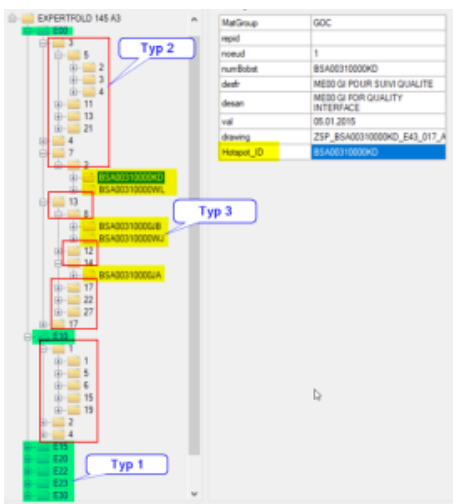 EXPERTFOLD 145 A3
E00
3
Typ 2
5
2
3
4
11
13
21
4
7
3
BSA00310000KD
BSA00310000WL
13
8
Typ 3
BSA00310000JB
BSA00310000WJ
12
14
BSA00310000JA
17
22
27
17
E10
1
1
5
6
15
19
2
4
E15
E20
Typ 1
E22
E23
E30
MatGroup GOC
repid
noeud 1
numBobst BSA00310000KD
desfr ME00 GI POUR SUIVI QUALITE
desan ME00 GI FOR QUALITY
INTERFACE
val 05.01.2015
drawing ZSP_BSA00310000KD_E43_017_A
Hotspot_ID BSA00310000KD